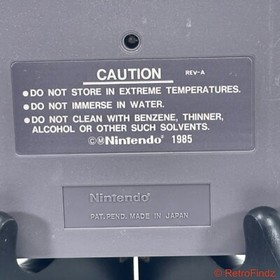 CAUTION REV-A
●DO NOT STORE IN EXTREME TEMPERATURES.
●DO NOT IMMERSE IN WATER.
●DO NOT CLEAN WITH BENZENE, THINNER,
ALCOHOL OR OTHER SUCH SOLVENTS.
©Ⓜ Nintendo® 1985
Nintendo®
PAT. PEND. MADE IN JAPAN
©RetroFindz